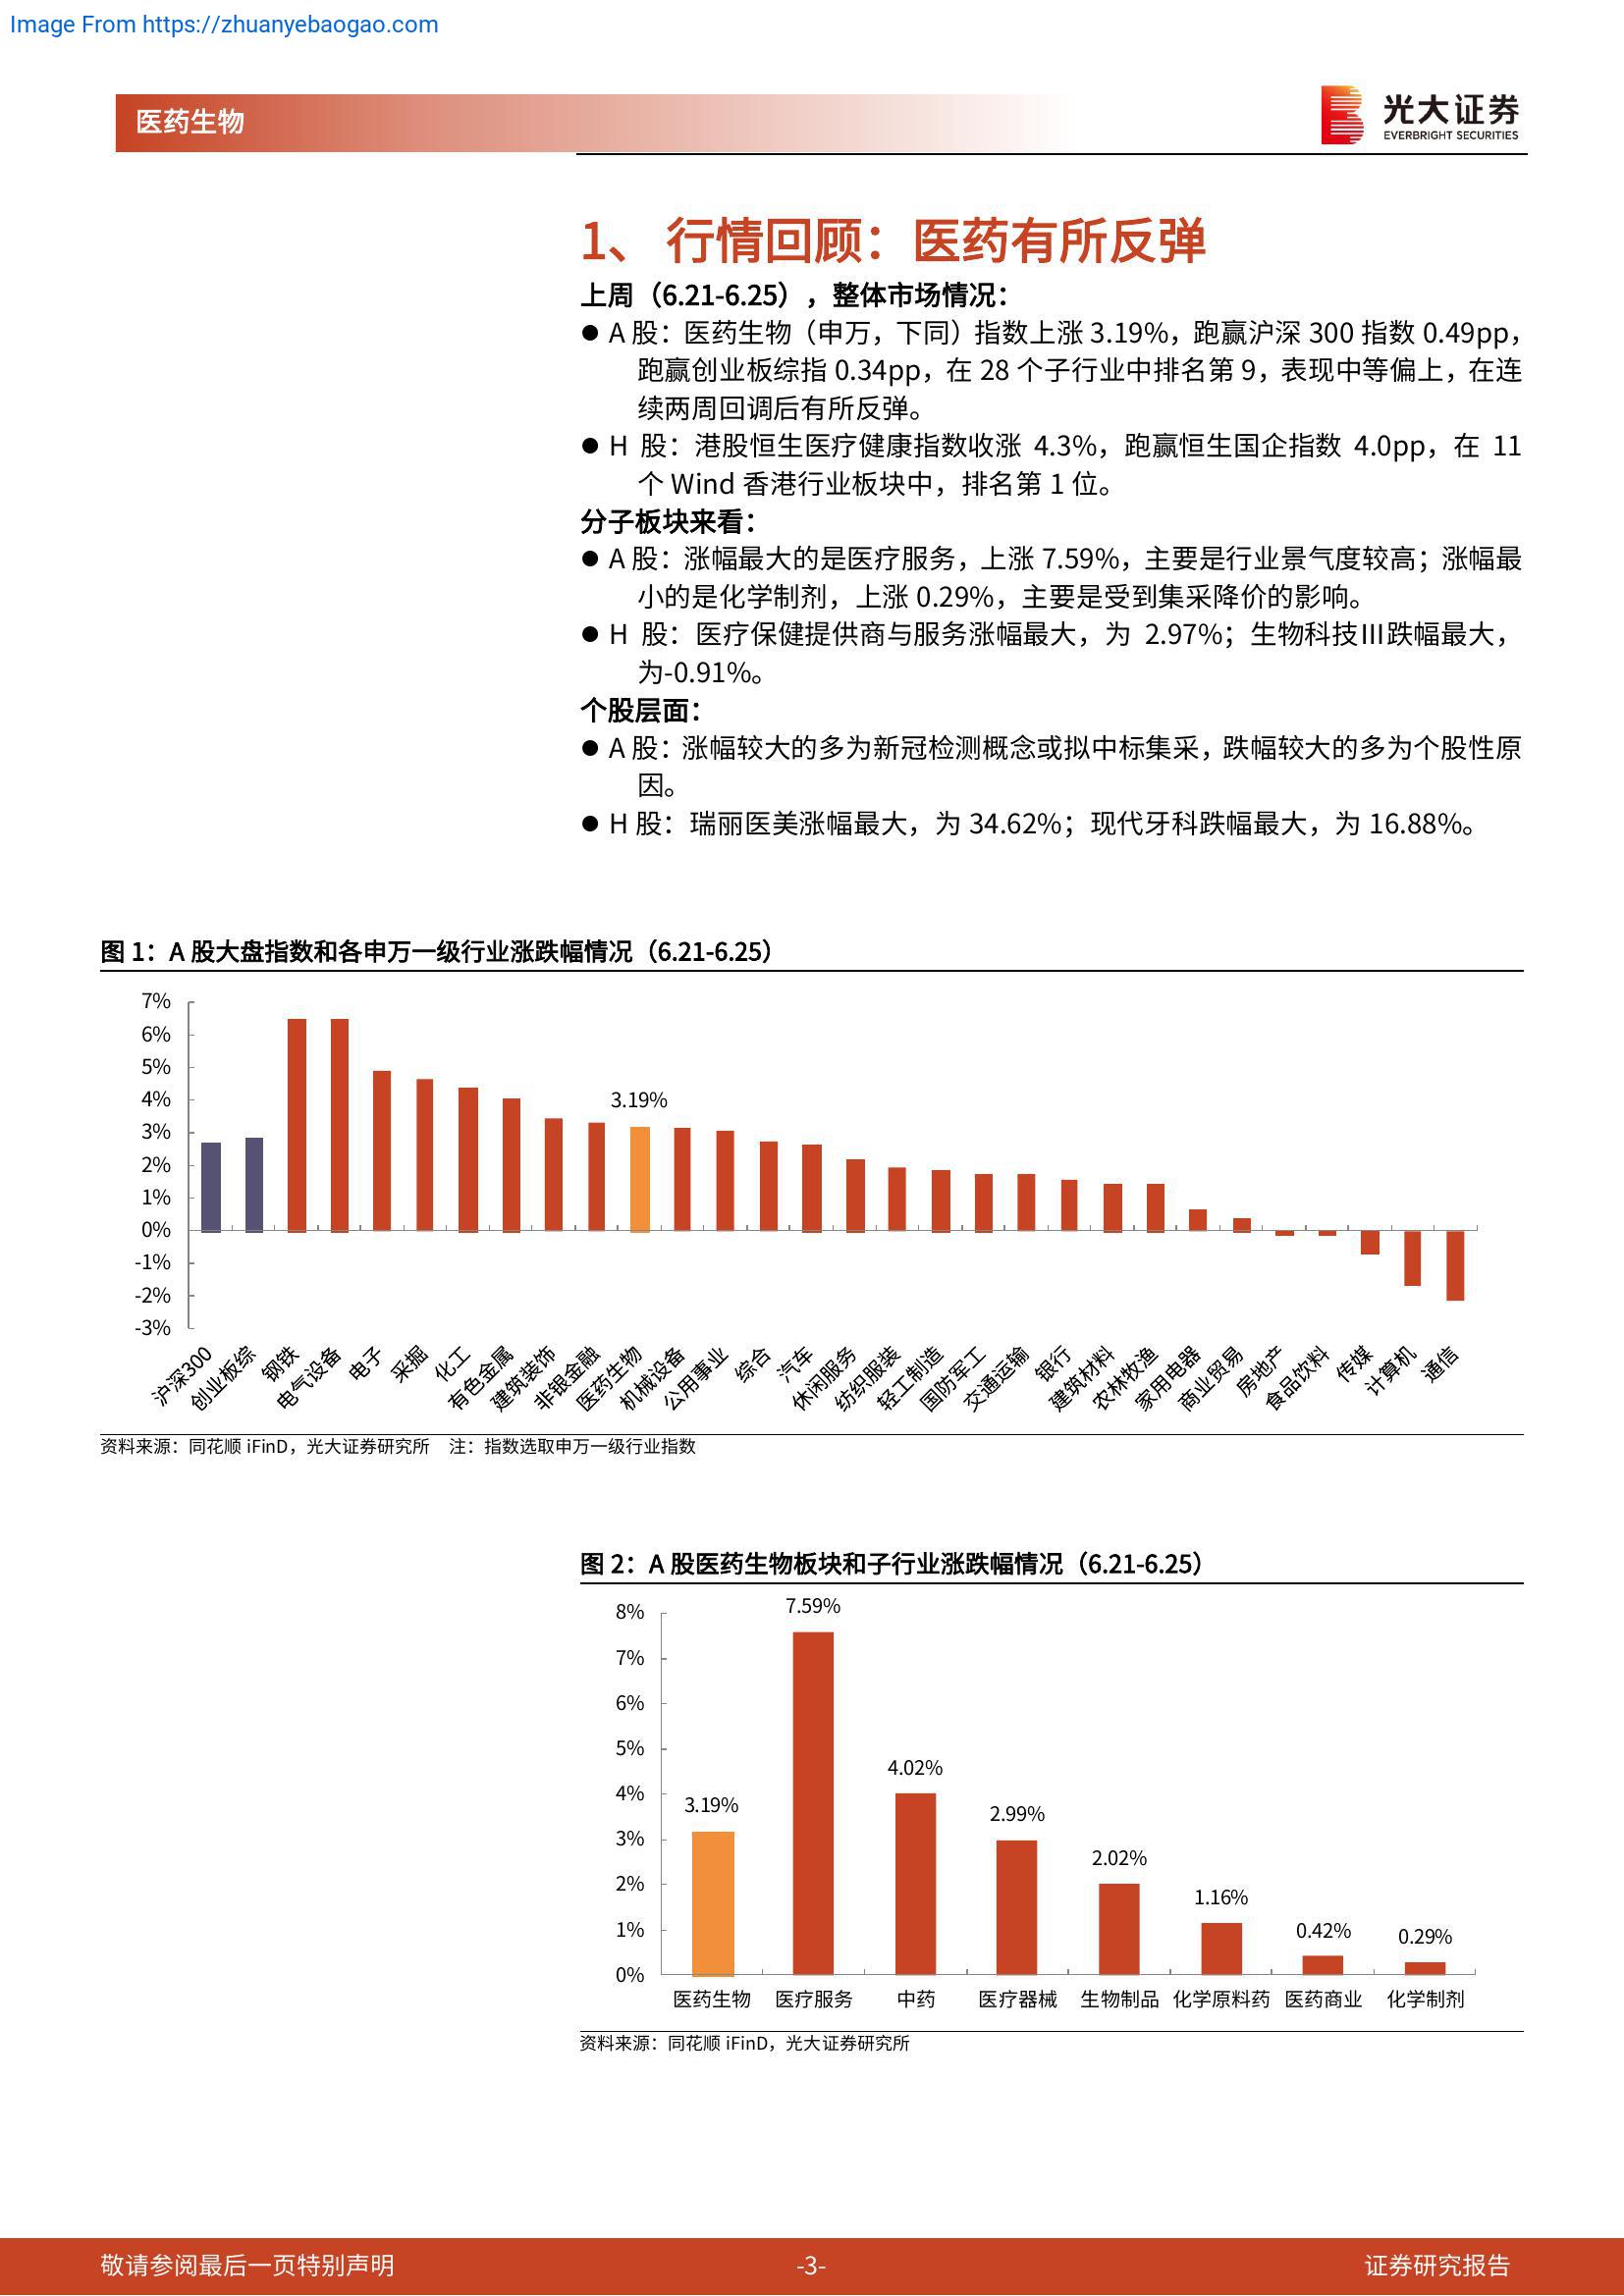 Image From https://zhuanyebaogao.com
医药生物
光大证券
EVERBRIGHT SECURITIES
1、 行情回顾：医药有所反弹
上周（6.21-6.25），整体市场情况：
● A 股：医药生物（申万，下同）指数上涨 3.19%，跑赢沪深 300 指数 0.49pp，
跑赢创业板综指 0.34pp，在 28 个子行业中排名第 9，表现中等偏上，在连
续两周回调后有所反弹。
● H 股：港股恒生医疗健康指数收涨 4.3%，跑赢恒生国企指数 4.0pp，在 11
个 Wind 香港行业板块中，排名第 1 位。
分子板块来看：
● A 股：涨幅最大的是医疗服务，上涨 7.59%，主要是行业景气度较高；涨幅最
小的是化学制剂，上涨 0.29%，主要是受到集采降价的影响。
● H 股：医疗保健提供商与服务涨幅最大，为 2.97%；生物科技Ⅲ跌幅最大，
为-0.91%。
个股层面：
● A 股：涨幅较大的多为新冠检测概念或拟中标集采，跌幅较大的多为个股性原
因。
● H 股：瑞丽医美涨幅最大，为 34.62%；现代牙科跌幅最大，为 16.88%。
图 1：A 股大盘指数和各申万一级行业涨跌幅情况（6.21-6.25）
7%
6%
5%
4%
3%
2%
1%
0%
-1%
-2%
-3%
3.19%
沪深300
创业板综
钢铁
电气设备
电子
采掘
化工
有色金属
建筑装饰
非银金融
医药生物
机械设备
公用事业
综合
汽车
休闲服务
纺织服装
轻工制造
国防军工
交通运输
银行
建筑材料
农林牧渔
家用电器
商业贸易
房地产
食品饮料
传媒
计算机
通信
资料来源：同花顺 iFinD，光大证券研究所 注：指数选取申万一级行业指数
图 2：A 股医药生物板块和子行业涨跌幅情况（6.21-6.25）
8%
7%
6%
5%
4%
3%
2%
1%
0%
3.19%
7.59%
4.02%
2.99%
2.02%
1.16%
0.42%
0.29%
医药生物 医疗服务 中药 医疗器械 生物制品 化学原料药 医药商业 化学制剂
资料来源：同花顺 iFinD，光大证券研究所
敬请参阅最后一页特别声明 -3- 证券研究报告